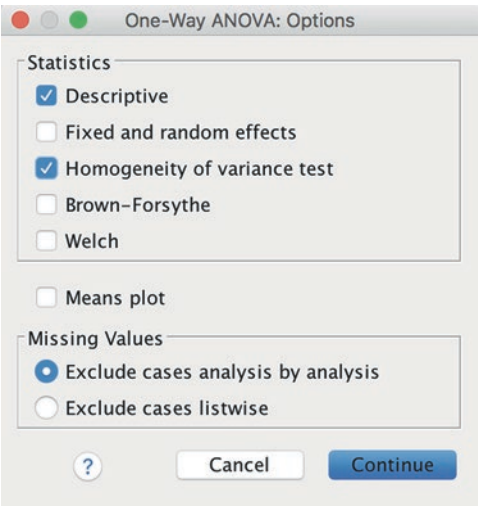 One-Way ANOVA: Options
Statistics
Descriptive
Fixed and random effects
Homogeneity of variance test
Brown-Forsythe
Welch
Means plot
Missing Values
Exclude cases analysis by analysis
Exclude cases listwise
?
Cancel
Continue